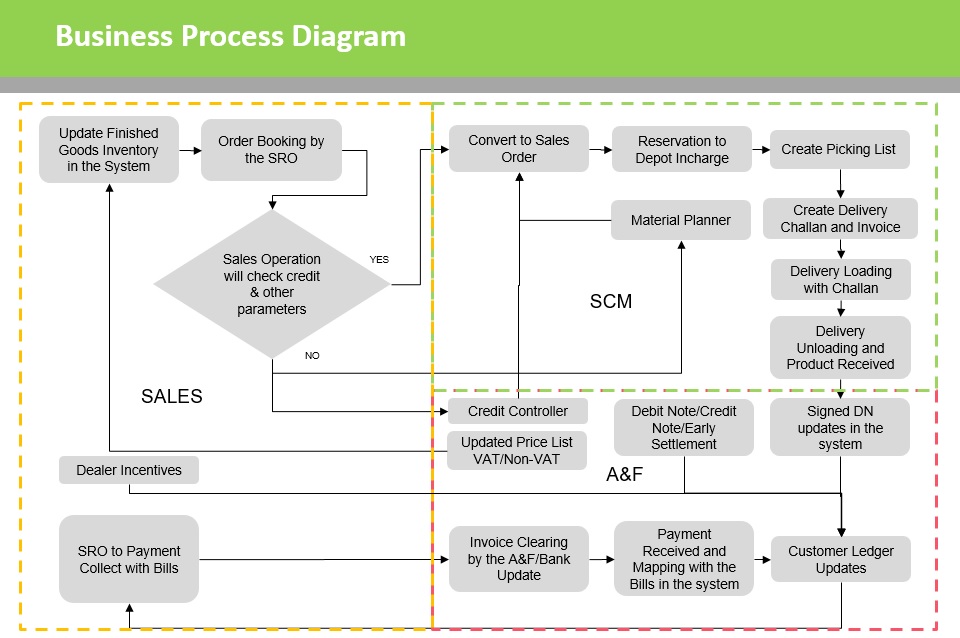 Business Process Diagram
Update Finished
Goods Inventory
in the System
Order Booking by
the SRO
Sales Operation
will check credit
& other
parameters
YES
NO
SALES
Dealer Incentives
SRO to Payment
Collect with Bills
Convert to Sales
Order
Reservation to
Depot Incharge
Create Picking List
Material Planner
Create Delivery
Challan and Invoice
Delivery Loading
with Challan
SCM
Delivery
Unloading and
Product Received
Credit Controller
Updated Price List
VAT/Non-VAT
Debit Note/Credit
Note/Early
Settlement
Signed DN
updates in the
system
A&F
Invoice Clearing
by the A&F/Bank
Update
Payment
Received and
Mapping with the
Bills in the system
Customer Ledger
Updates